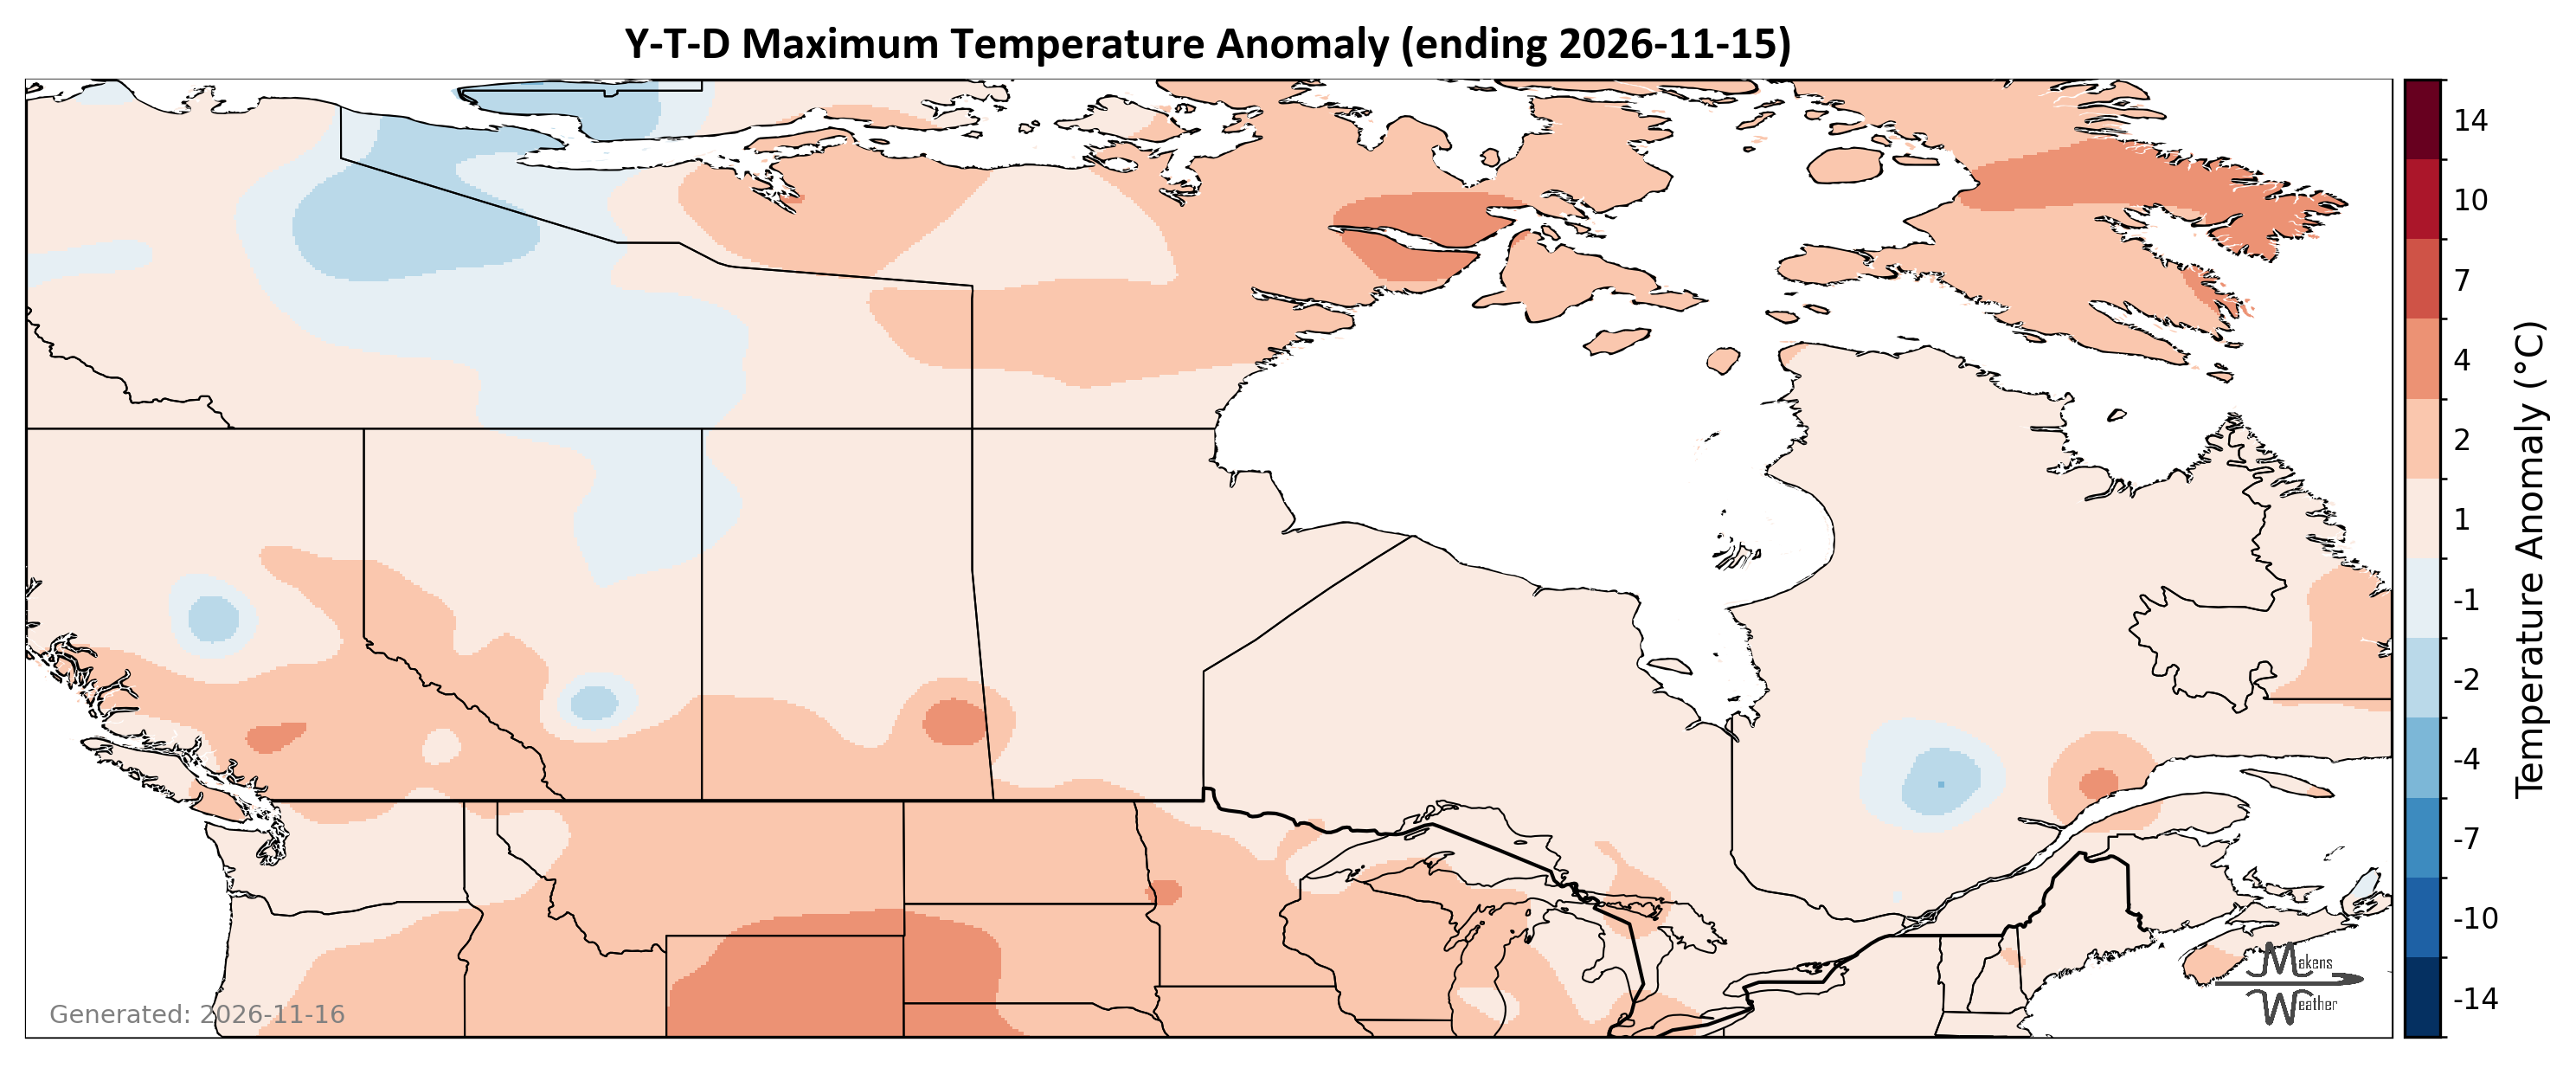 Y-T-D Maximum Temperature Anomaly (ending 2026-11-15)
14
10
7
4
2
1
-1
-2
-4
-7
-10
-14
Temperature Anomaly (°C)
Generated: 2026-11-16
Makens
Weather